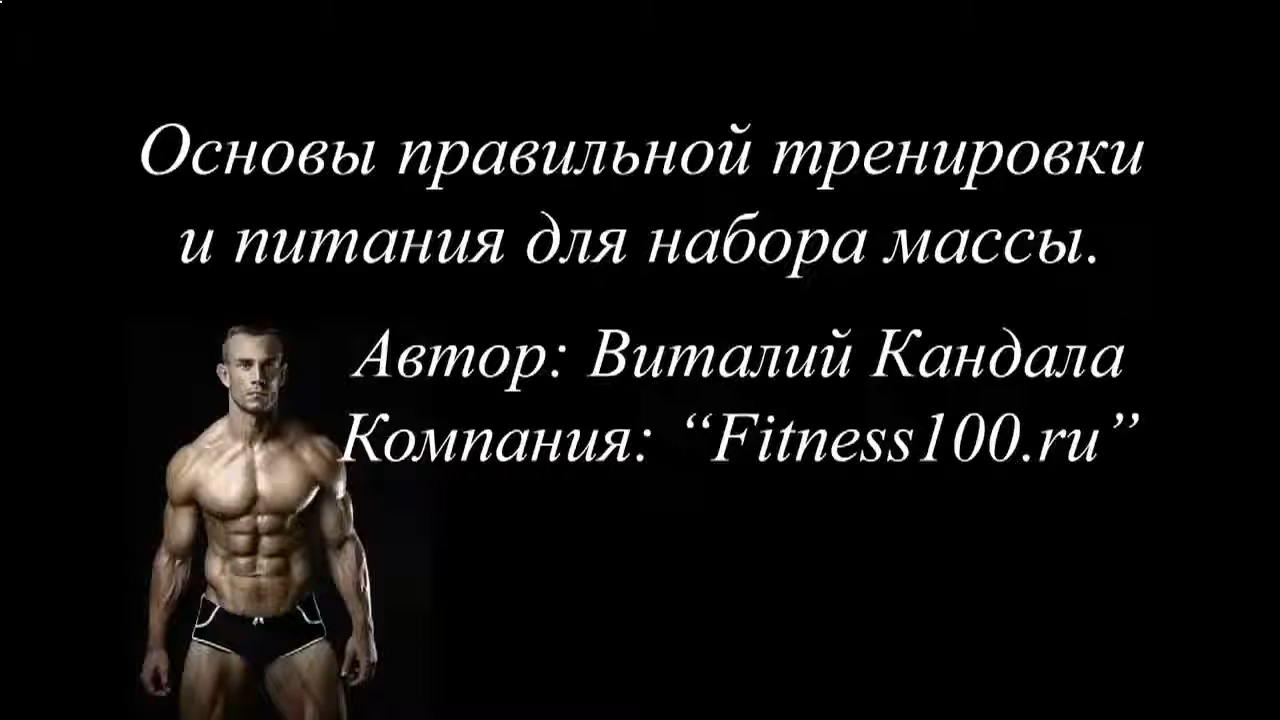 Основы правильной тренировки
и питания для набора массы.
Автор: Виталий Кандала
Компания: “Fitness100.ru”